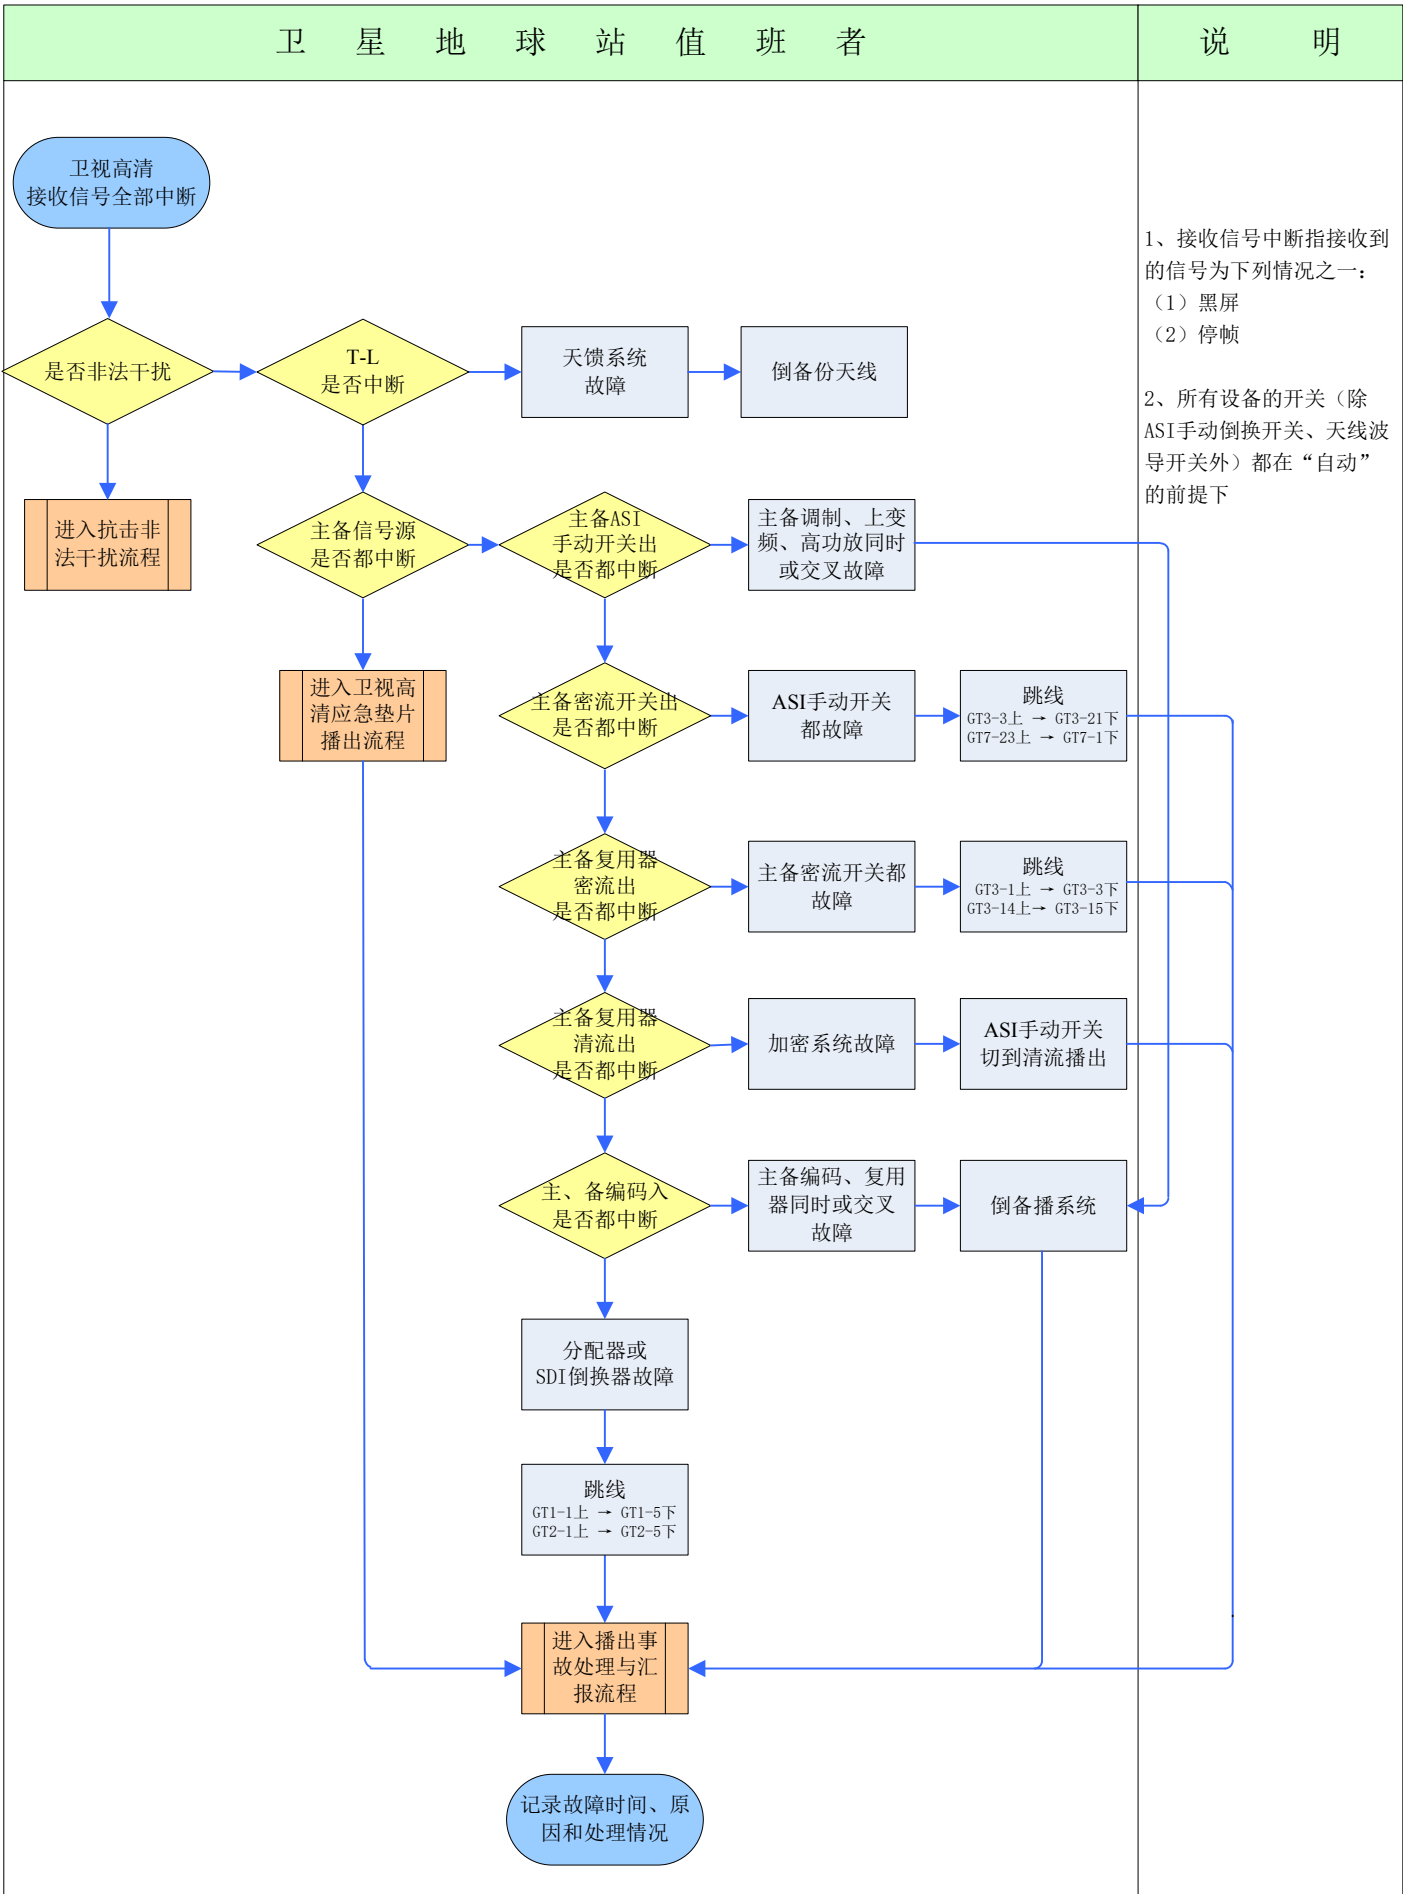 卫星地球站值班者
说明
卫视高清
接收信号全部中断
1、接收信号中断指接收到
的信号为下列情况之一:
（1）黑屏
（2）停帧
2、所有设备的开关（除
ASI手动倒换开关、天线波
导开关外）都在“自动”
的前提下
是否非法干扰
T-L
是否中断
天馈系统
故障
倒备份天线
进入抗击非
法干扰流程
主备信号源
是否都中断
主备ASI
手动开关出
是否都中断
主备调制、上变
频、高功放同时
或交叉故障
进入卫视高
清应急垫片
播出流程
主备密流开关出
是否都中断
ASI手动开关
都故障
跳线
GT3-3上 → GT3-21下
GT7-23上 → GT7-1下
主备复用器
密流出
是否都中断
主备密流开关都
故障
跳线
GT3-1上 → GT3-3下
GT3-14上→ GT3-15下
主备复用器
清流出
是否都中断
加密系统故障
ASI手动开关
切到清流播出
主、备编码入
是否都中断
主备编码、复用
器同时或交叉
故障
倒备播系统
分配器或
SDI倒换器故障
跳线
GT1-1上 → GT1-5下
GT2-1上 → GT2-5下
进入播出事
故处理与汇
报流程
记录故障时间、原
因和处理情况